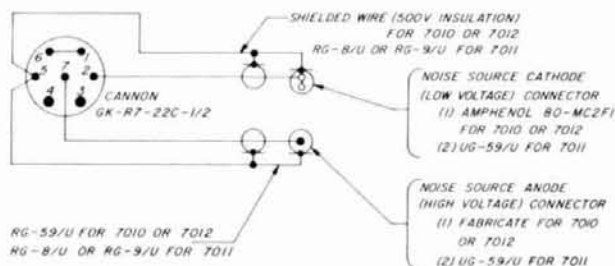 SHIELDED WIRE (500V INSULATION)
FOR 7010 OR 7012
RG-8/U OR RG-9/U FOR 7011
6
1
5
7
2
4
3
CANNON
GK-R7-22C-1/2
NOISE SOURCE CATHODE
(LOW VOLTAGE) CONNECTOR
(1) AMPHENOL 80-MC2F1
FOR 7010 OR 7012
(2) UG-59/U FOR 7011
NOISE SOURCE ANODE
(HIGH VOLTAGE) CONNECTOR
(1) FABRICATE FOR 7010
OR 7012
(2) UG-59/U FOR 7011
RG-59/U FOR 7010 OR 7012
RG-8/U OR RG-9/U FOR 7011